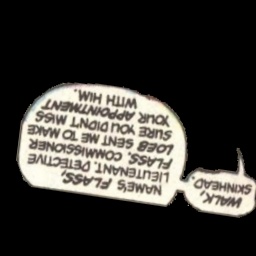 NAME'S FLASS,
LIEUTENANT. DETECTIVE
FLASS. COMMISSIONER
LOEB SENT ME TO MAKE
SURE YOU DIDN'T MISS
YOUR APPOINTMENT
WITH HIM.
WALK,
SKINHEAD.